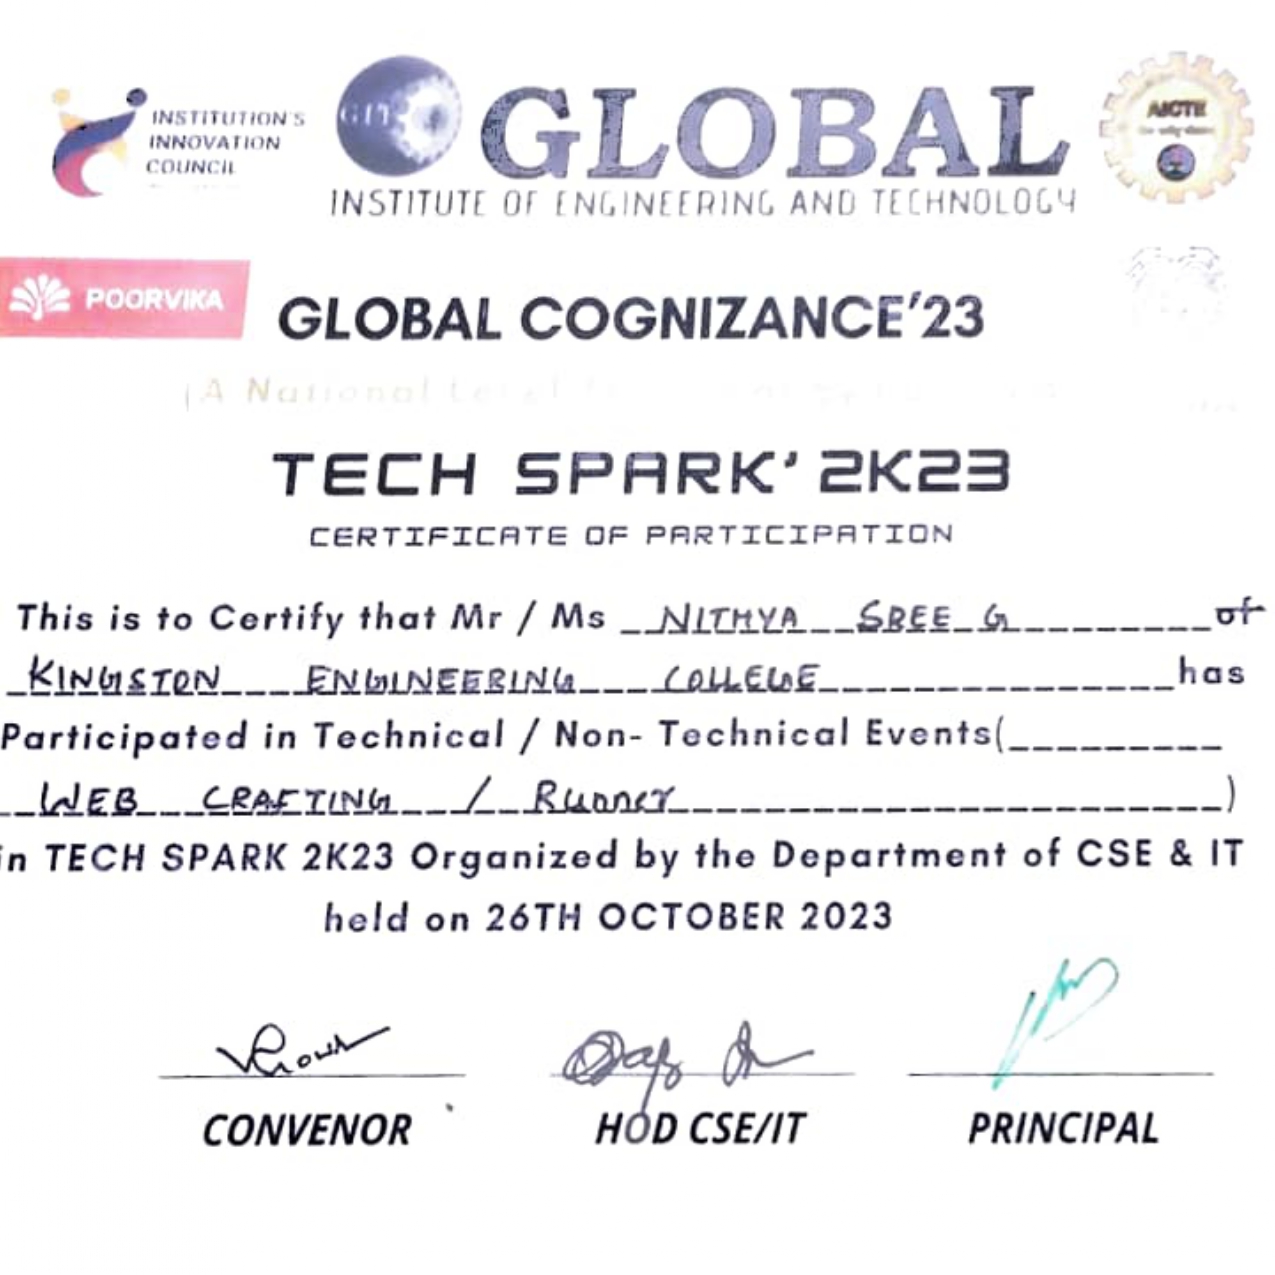 INSTITUTION'S
INNOVATION
COUNCIL
GIT
GLOBAL
INSTITUTE OF ENGINEERING AND TECHNOLOGY
AICTE
POORVIKA
GLOBAL COGNIZANCE'23
(A National Level
TECH SPARK' 2K23
CERTIFICATE OF PARTICIPATION
This is to Certify that Mr / Ms NITHYA SREE G of
KINGSTON ENGINEERING COLLEGE has
Participated in Technical / Non- Technical Events(
WEB CRAFTING / Runner )
in TECH SPARK 2K23 Organized by the Department of CSE & IT
held on 26TH OCTOBER 2023
CONVENOR
HOD CSE/IT
PRINCIPAL